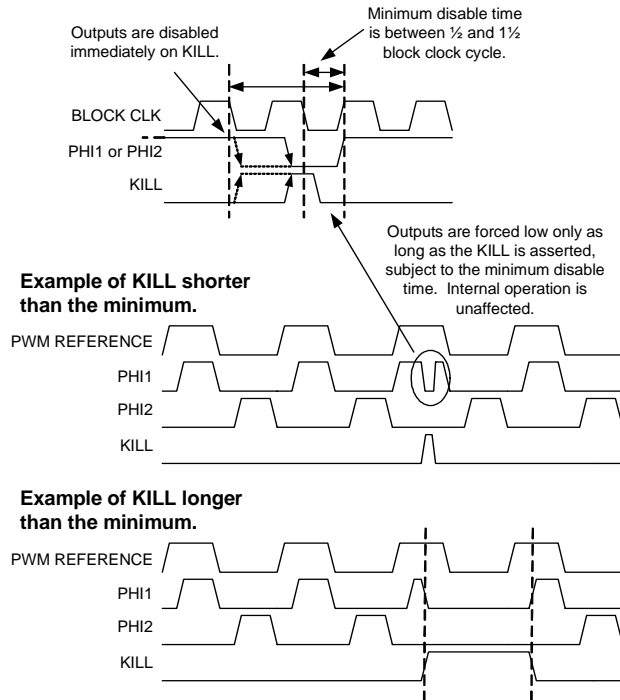 Outputs are disabled
immediately on KILL.
Minimum disable time
is between ½ and 1½
block clock cycle.
BLOCK CLK
PHI1 or PHI2
KILL
Outputs are forced low only as
long as the KILL is asserted,
subject to the minimum disable
time. Internal operation is
unaffected.
Example of KILL shorter
than the minimum.
PWM REFERENCE
PHI1
PHI2
KILL
Example of KILL longer
than the minimum.
PWM REFERENCE
PHI1
PHI2
KILL